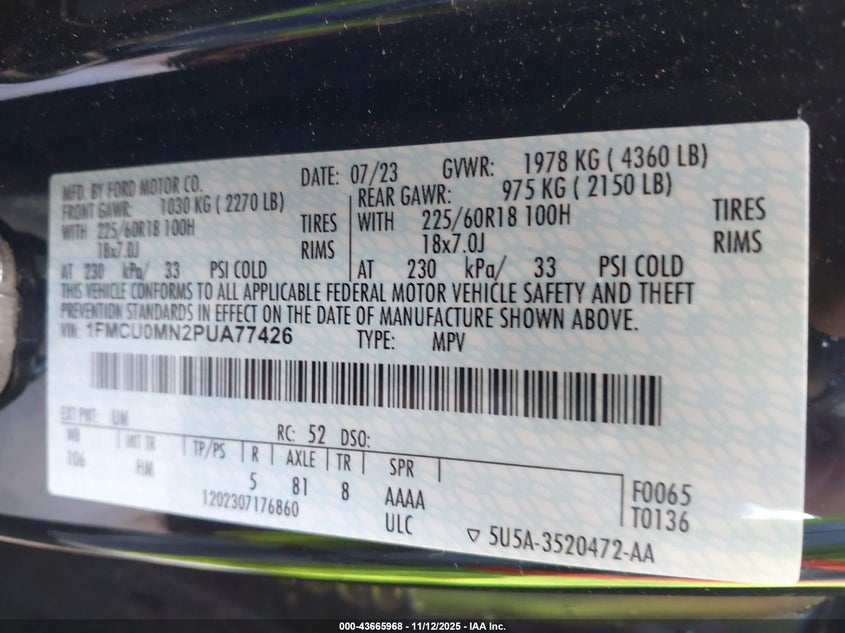 MFD. BY FORD MOTOR CO.
DATE: 07/23 GVWR: 1978 KG ( 4360 LB)
FRONT GAWR: 1030 KG ( 2270 LB)
WITH 225/60R18 100H TIRES
18x7.0J RIMS
AT 230 kPa/ 33 PSI COLD
REAR GAWR: 975 KG ( 2150 LB)
WITH 225/60R18 100H TIRES
18x7.0J RIMS
AT 230 kPa/ 33 PSI COLD
THIS VEHICLE CONFORMS TO ALL APPLICABLE FEDERAL MOTOR VEHICLE SAFETY AND THEFT
PREVENTION STANDARDS IN EFFECT ON THE DATE OF MANUFACTURE SHOWN ABOVE.
VIN: 1FMCU0MN2PUA77426 TYPE: MPV
EXT PNT: UM RC: 52 DSO:
WB INT TR TP/PS R AXLE TR SPR
106 HM 5 81 8 AAAA F0065
1202307176860 ULC T0136
▽ 5U5A-3520472-AA
000-43665968 - 11/12/2025 - IAA Inc.